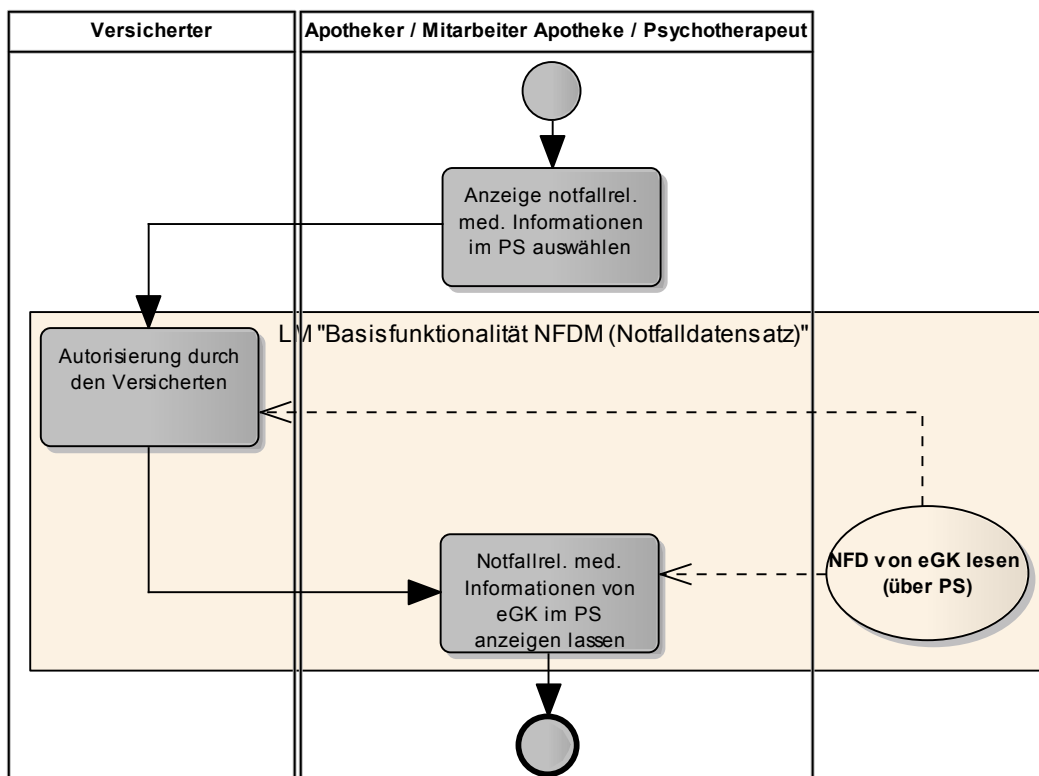 Versicherter
Apotheker / Mitarbeiter Apotheke / Psychotherapeut
Anzeige notfallrel.
med. Informationen
im PS auswählen
LM "Basisfunktionalität NFDM (Notfalldatensatz)"
Autorisierung durch
den Versicherten
Notfallrel. med.
Informationen von
eGK im PS
anzeigen lassen
NFD von eGK lesen
(über PS)